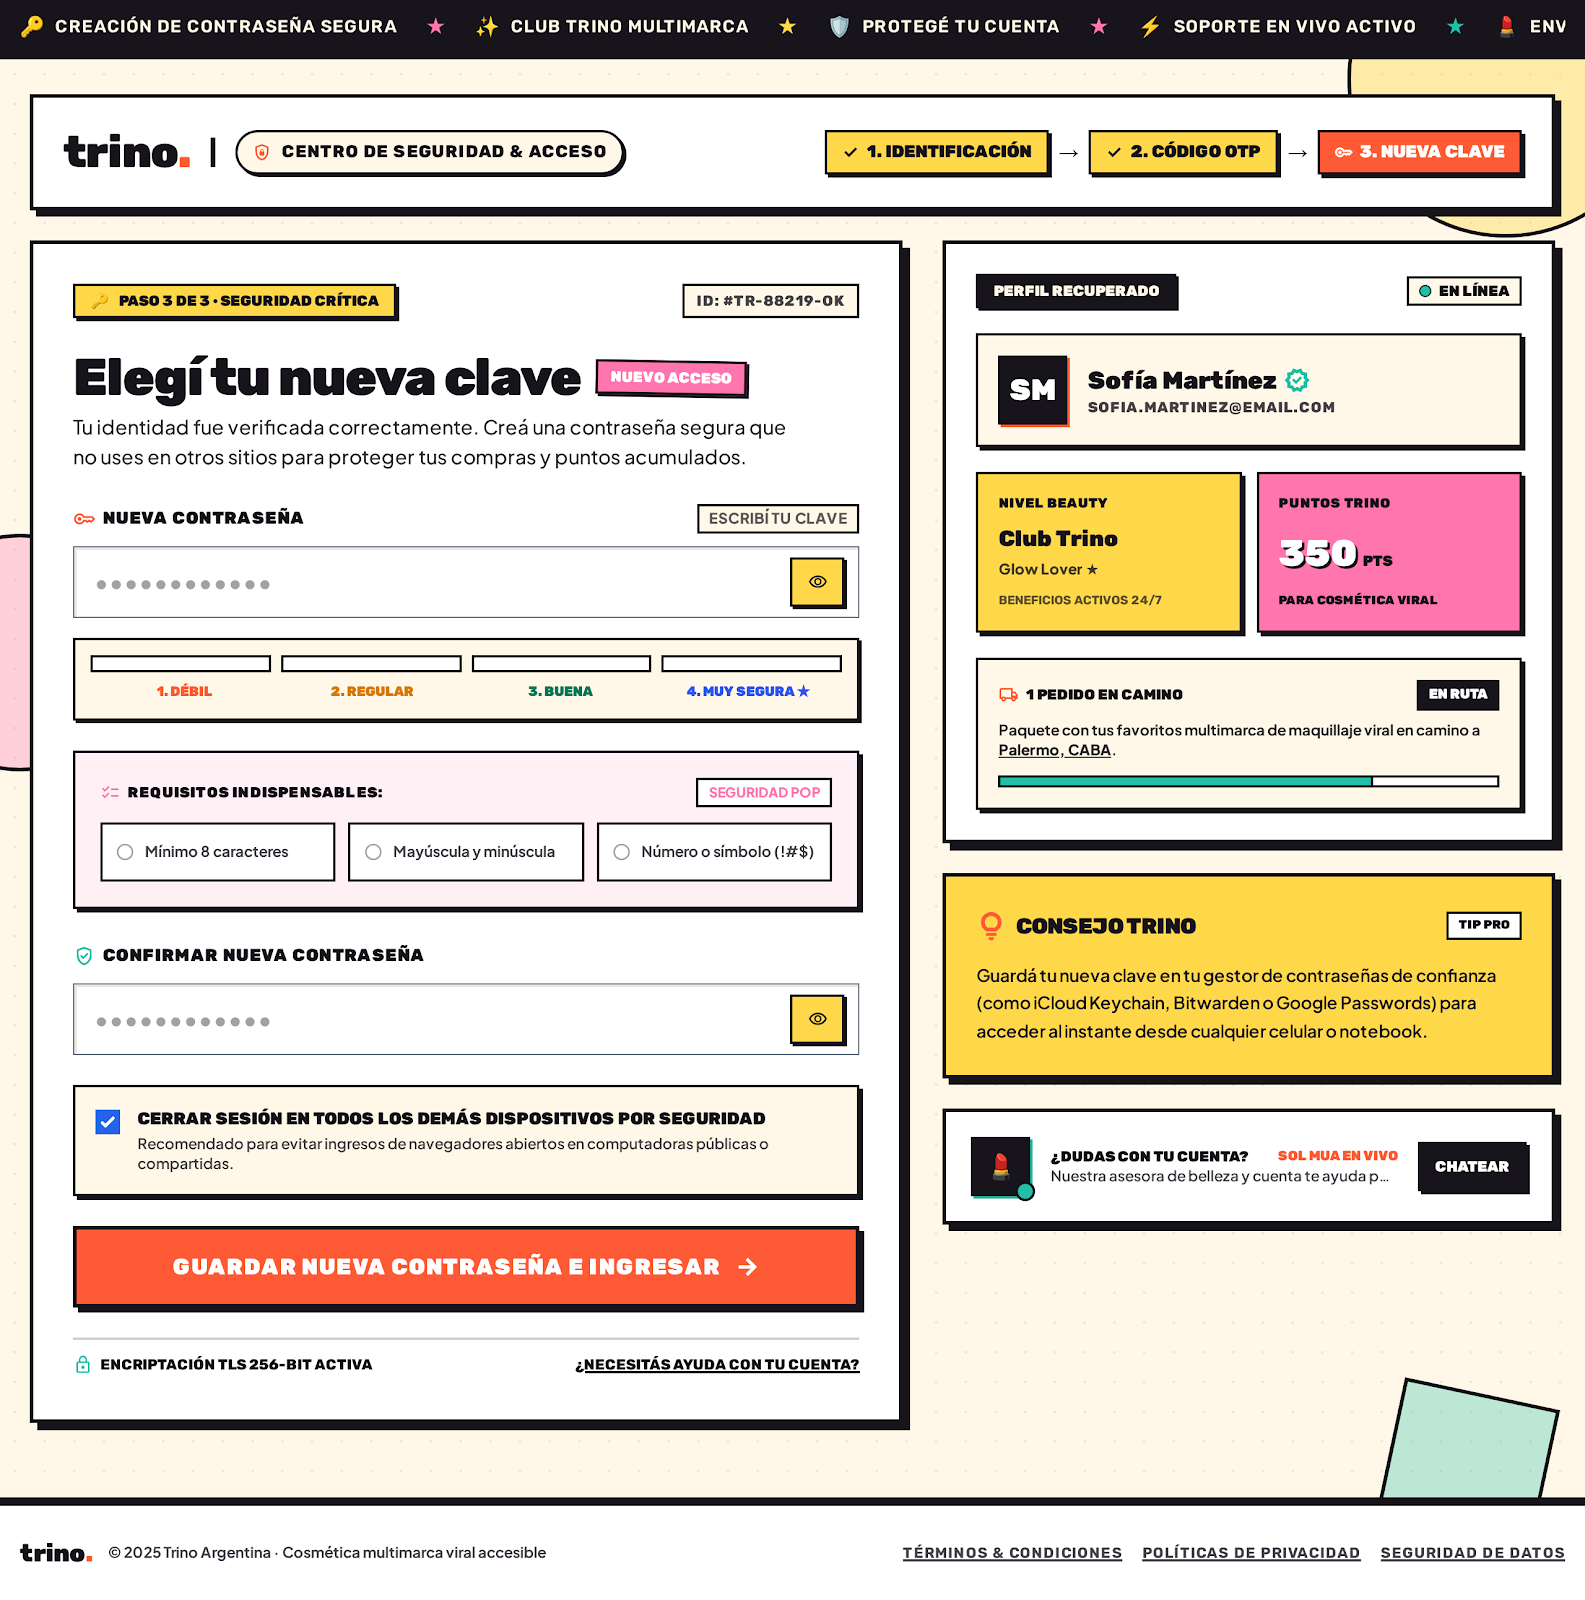 CREACIÓN DE CONTRASEÑA SEGURA ★ CLUB TRINO MULTIMARCA ★ PROTEGÉ TU CUENTA ★ SOPORTE EN VIVO ACTIVO ★ ENV
trino. | CENTRO DE SEGURIDAD & ACCESO
✓ 1. IDENTIFICACIÓN → ✓ 2. CÓDIGO OTP → 3. NUEVA CLAVE
PASO 3 DE 3 · SEGURIDAD CRÍTICA
ID: #TR-88219-OK
Elegí tu nueva clave
NUEVO ACCESO
Tu identidad fue verificada correctamente. Creá una contraseña segura que
no uses en otros sitios para proteger tus compras y puntos acumulados.
NUEVA CONTRASEÑA
ESCRIBÍ TU CLAVE
1. DÉBIL
2. REGULAR
3. BUENA
4. MUY SEGURA ★
REQUISITOS INDISPENSABLES:
SEGURIDAD POP
Mínimo 8 caracteres
Mayúscula y minúscula
Número o símbolo (!#$)
CONFIRMAR NUEVA CONTRASEÑA
CERRAR SESIÓN EN TODOS LOS DEMÁS DISPOSITIVOS POR SEGURIDAD
Recomendado para evitar ingresos de navegadores abiertos en computadoras públicas o
compartidas.
GUARDAR NUEVA CONTRASEÑA E INGRESAR →
ENCRIPTACIÓN TLS 256-BIT ACTIVA
¿NECESITÁS AYUDA CON TU CUENTA?
PERFIL RECUPERADO
EN LÍNEA
SM
Sofía Martínez
SOFIA.MARTINEZ@EMAIL.COM
NIVEL BEAUTY
Club Trino
Glow Lover ★
BENEFICIOS ACTIVOS 24/7
PUNTOS TRINO
350 PTS
PARA COSMÉTICA VIRAL
1 PEDIDO EN CAMINO
EN RUTA
Paquete con tus favoritos multimarca de maquillaje viral en camino a
Palermo, CABA.
CONSEJO TRINO
TIP PRO
Guardá tu nueva clave en tu gestor de contraseñas de confianza
(como iCloud Keychain, Bitwarden o Google Passwords) para
acceder al instante desde cualquier celular o notebook.
¿DUDAS CON TU CUENTA?
SOL MUA EN VIVO
Nuestra asesora de belleza y cuenta te ayuda p...
CHATEAR
trino. © 2025 Trino Argentina · Cosmética multimarca viral accesible
TÉRMINOS & CONDICIONES
POLÍTICAS DE PRIVACIDAD
SEGURIDAD DE DATOS